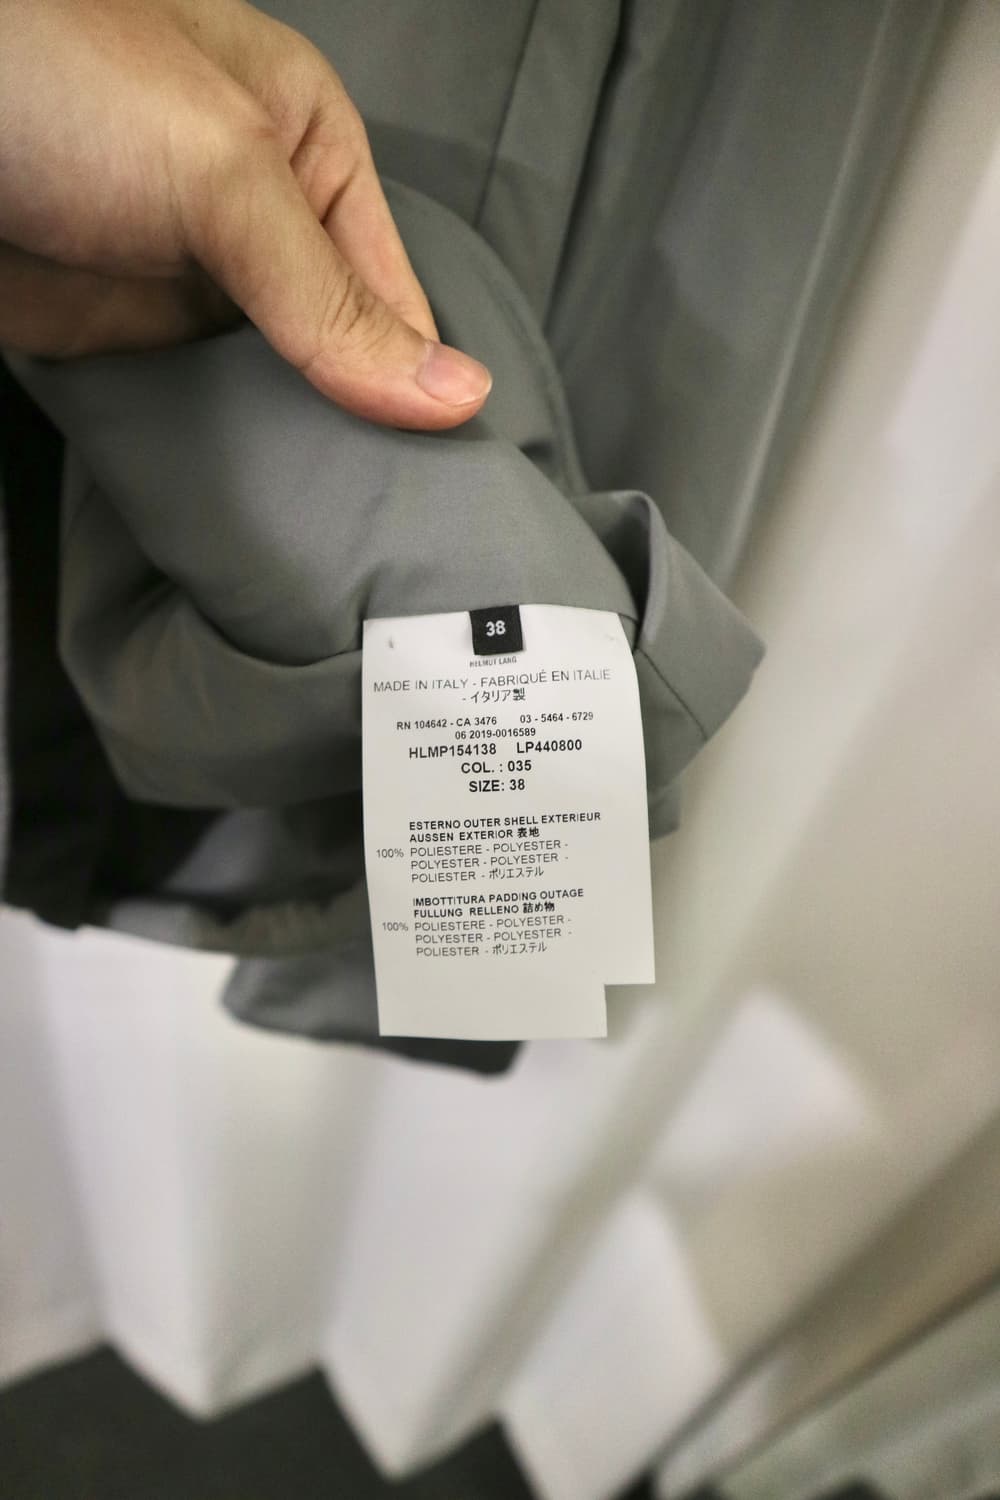 38
HELMUT LANG
MADE IN ITALY - FABRIQUÉ EN ITALIE
- イタリア製
RN 104642 - CA 3476 03 - 5464 - 6729
06 2019-0016589
HLMP154138 LP440800
COL. : 035
SIZE: 38
ESTERNO OUTER SHELL EXTERIEUR
AUSSEN EXTERIOR 表地
100% POLIESTERE - POLYESTER -
POLYESTER - POLYESTER -
POLIESTER - ポリエステル
IMBOTTITURA PADDING OUTAGE
FULLUNG RELLENO 詰め物
100% POLIESTERE - POLYESTER -
POLYESTER - POLYESTER -
POLIESTER - ポリエステル